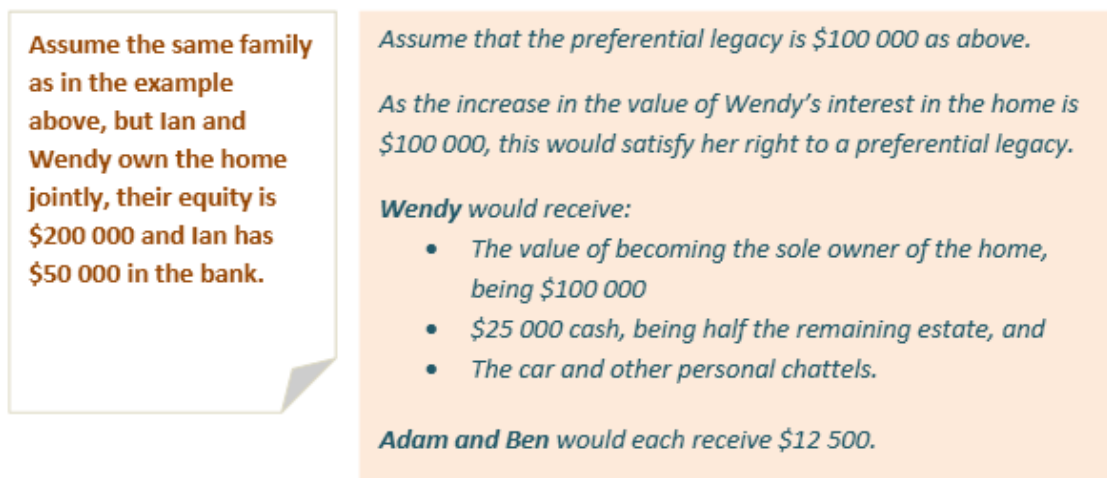 Assume the same family
as in the example
above, but Ian and
Wendy own the home
jointly, their equity is
$200 000 and Ian has
$50 000 in the bank.
Assume that the preferential legacy is $100 000 as above.
As the increase in the value of Wendy's interest in the home is
$100 000, this would satisfy her right to a preferential legacy.
Wendy would receive:
• The value of becoming the sole owner of the home,
being $100 000
• $25 000 cash, being half the remaining estate, and
• The car and other personal chattels.
Adam and Ben would each receive $12 500.